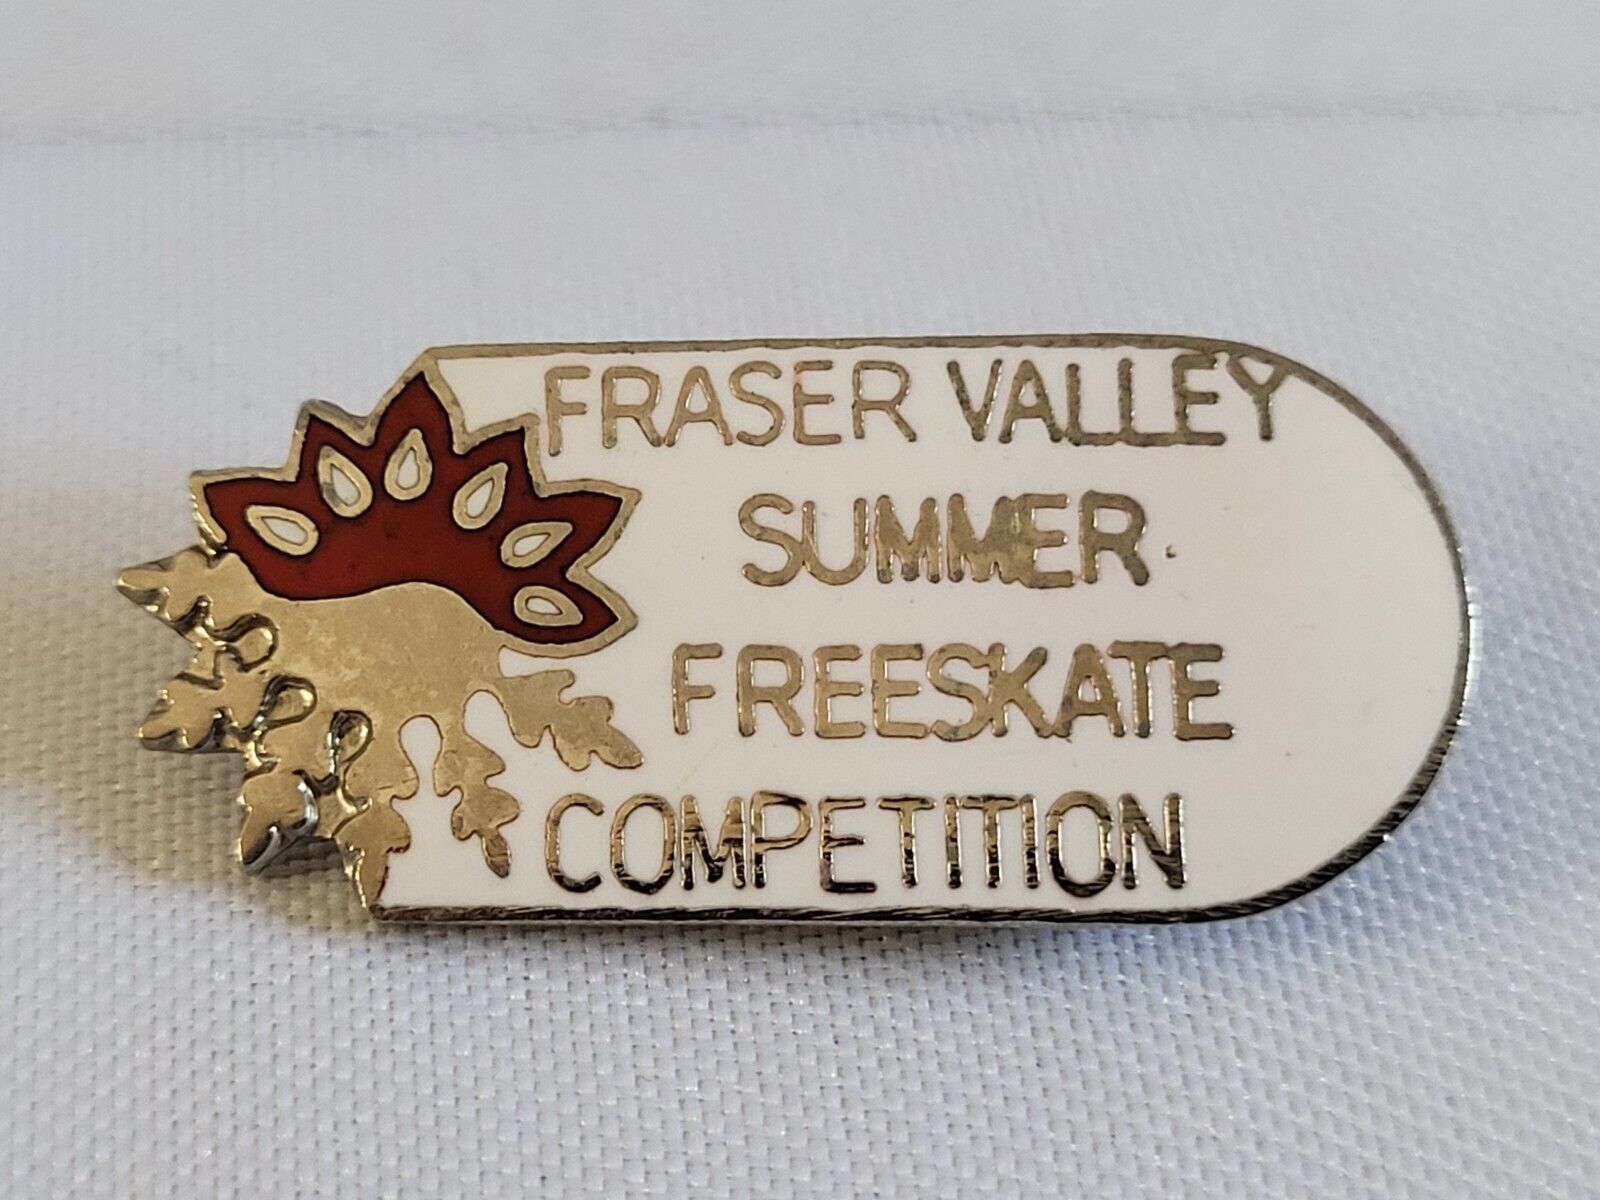 FRASER VALLEY
SUMMER
FREESKATE
COMPETITION